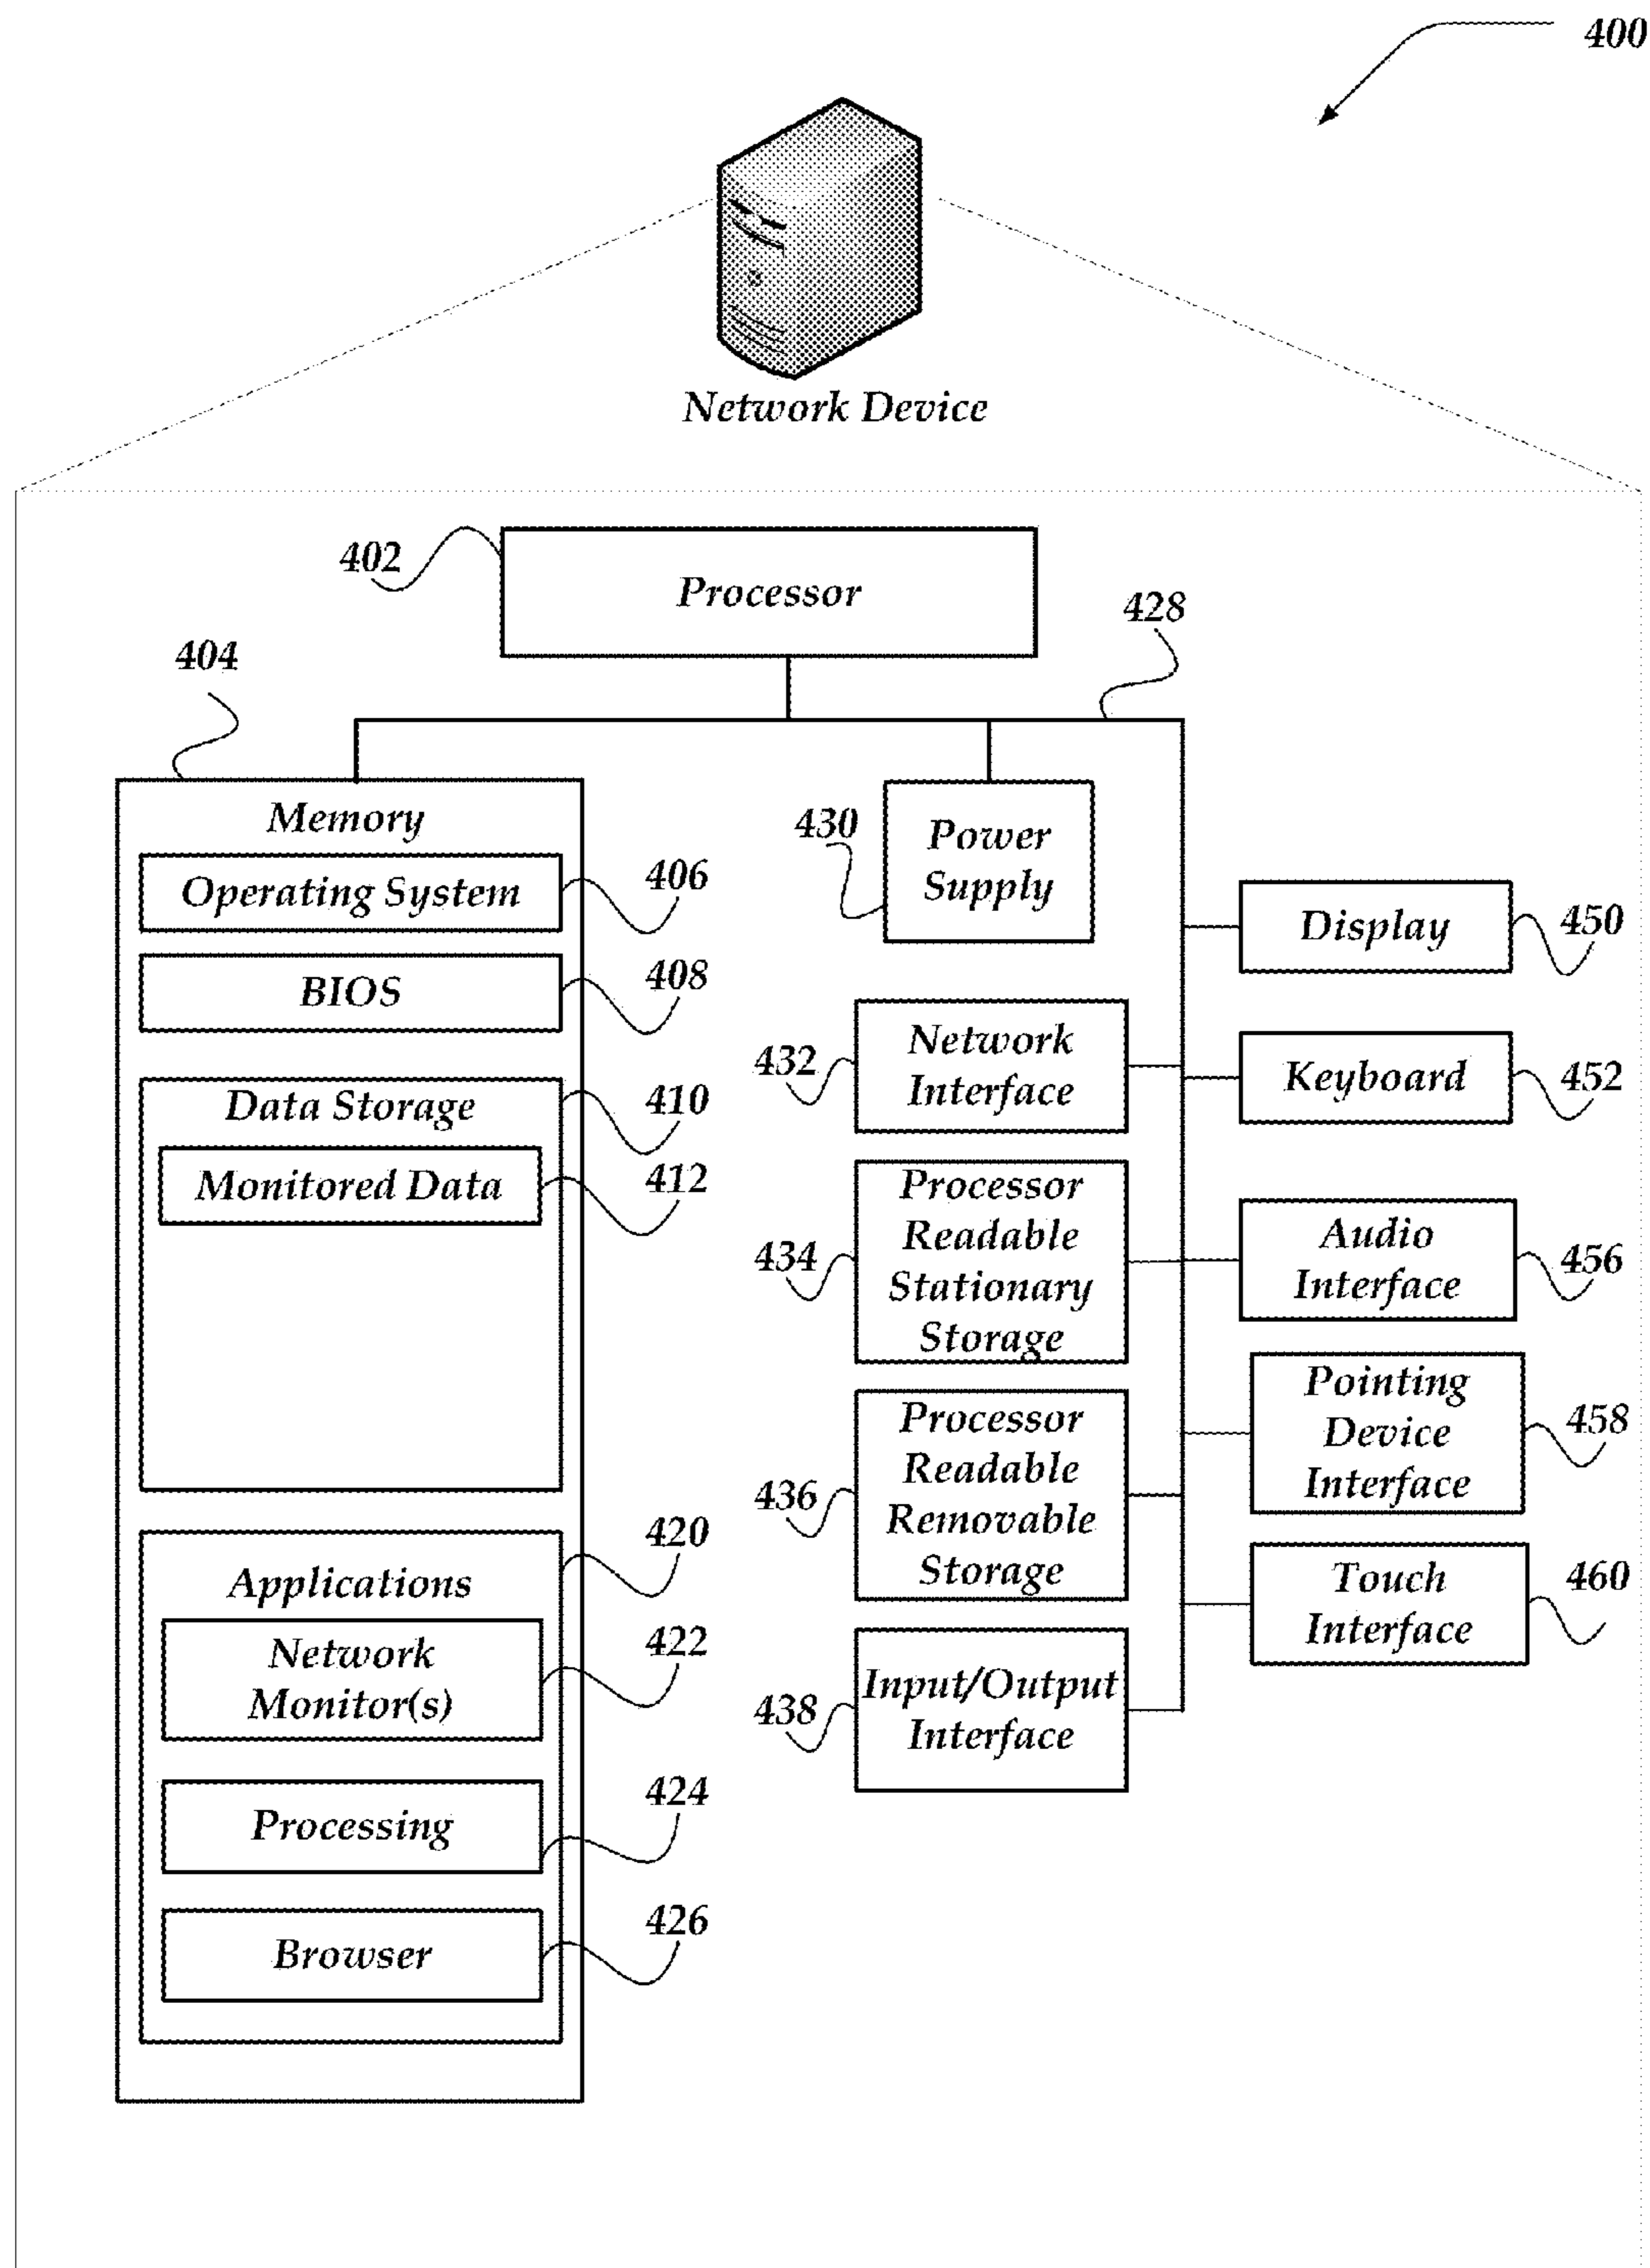 400
Network Device
402
Processor
428
404
Memory
Operating System
406
BIOS
408
Data Storage
410
Monitored Data
412
Applications
420
Network
Monitor(s)
422
Processing
424
Browser
426
430
Power
Supply
432
Network
Interface
434
Processor
Readable
Stationary
Storage
436
Processor
Readable
Removable
Storage
438
Input/Output
Interface
Display
450
Keyboard
452
Audio
Interface
456
Pointing
Device
Interface
458
Touch
Interface
460